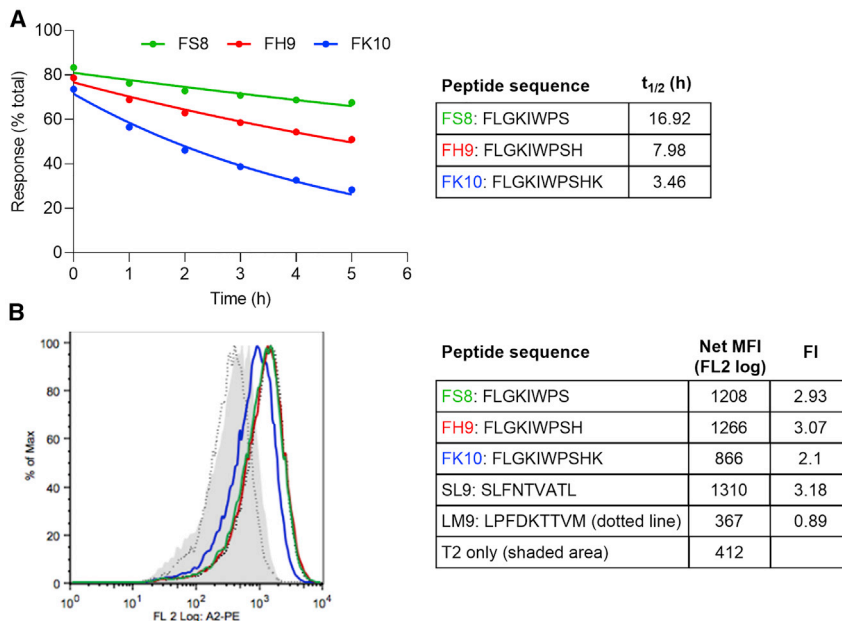 A
FS8 FH9 FK10
Response (% total)
100
80
60
40
20
0
0 1 2 3 4 5 6
Time (h)
Peptide sequence t1/2 (h)
FS8: FLGKIWPS 16.92
FH9: FLGKIWPSH 7.98
FK10: FLGKIWPSHK 3.46
B
% of Max
100
80
60
40
20
0
10^0 10^1 10^2 10^3 10^4
FL 2 Log: A2-PE
Peptide sequence Net MFI (FL2 log) FI
FS8: FLGKIWPS 1208 2.93
FH9: FLGKIWPSH 1266 3.07
FK10: FLGKIWPSHK 866 2.1
SL9: SLFNTVATL 1310 3.18
LM9: LPFDKTTVM (dotted line) 367 0.89
T2 only (shaded area) 412